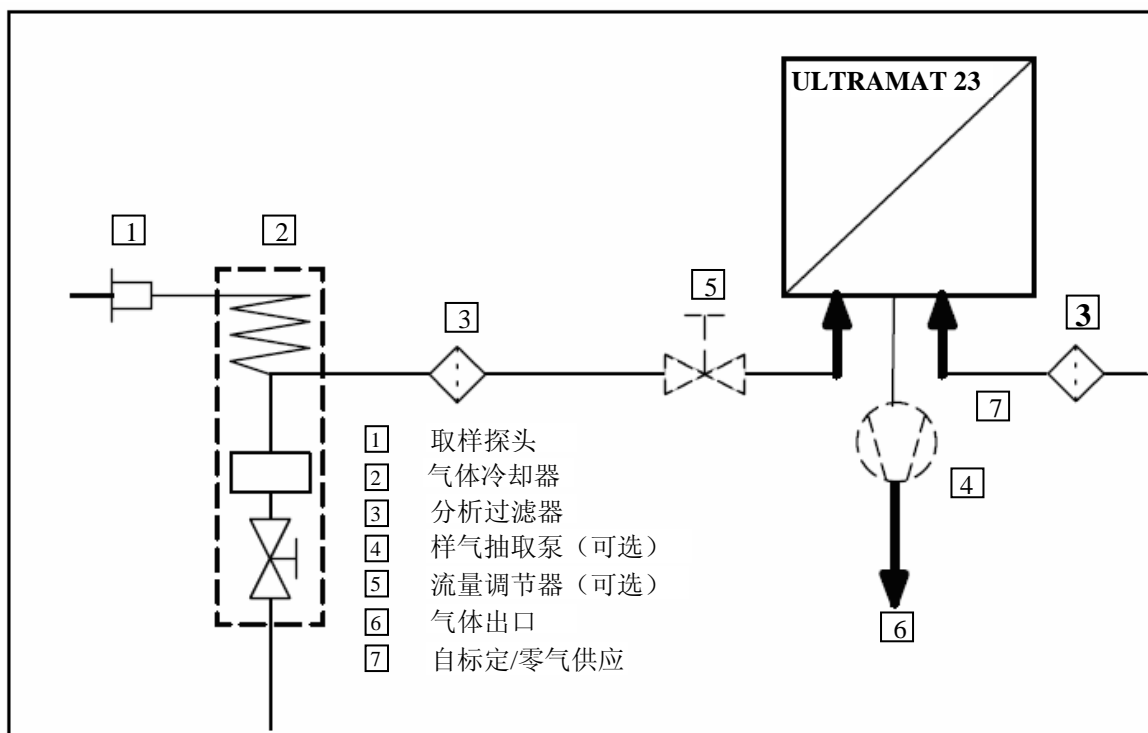 ULTRAMAT 23
1
2
3
5
3
7
4
6
1 取样探头
2 气体冷却器
3 分析过滤器
4 样气抽取泵（可选）
5 流量调节器（可选）
6 气体出口
7 自标定/零气供应